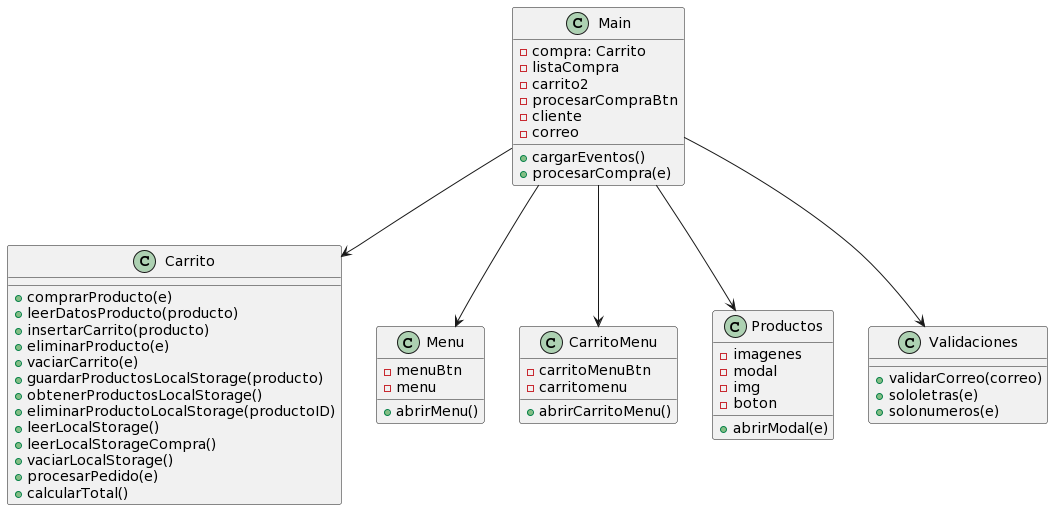 C Main
compra: Carrito
listaCompra
carrito2
procesarCompraBtn
cliente
correo
cargarEventos()
procesarCompra(e)
C Carrito
comprarProducto(e)
leerDatosProducto(producto)
insertarCarrito(producto)
eliminarProducto(e)
vaciarCarrito(e)
guardarProductosLocalStorage(producto)
obtenerProductosLocalStorage()
eliminarProductoLocalStorage(productoID)
leerLocalStorage()
leerLocalStorageCompra()
vaciarLocalStorage()
procesarPedido(e)
calcularTotal()
C Menu
menuBtn
menu
abrirMenu()
C CarritoMenu
carritoMenuBtn
carritomenu
abrirCarritoMenu()
C Productos
imagenes
modal
img
boton
abrirModal(e)
C Validaciones
validarCorreo(correo)
sololetras(e)
solonumeros(e)